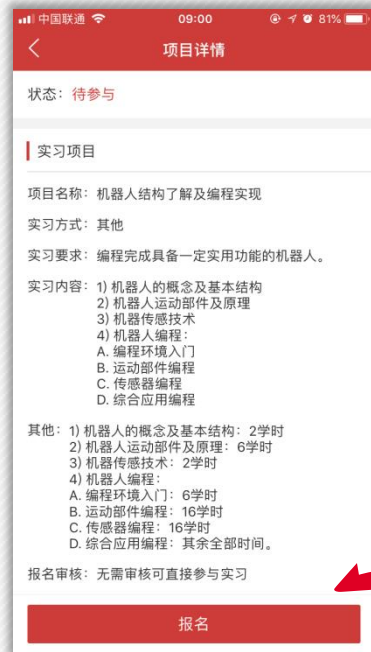 中国联通 09:00 81%
项目详情
状态：待参与
实习项目
项目名称：机器人结构了解及编程实现
实习方式：其他
实习要求：编程完成具备一定实用功能的机器人。
实习内容：1) 机器人的概念及基本结构
2) 机器人运动部件及原理
3) 机器传感技术
4) 机器人编程：
A. 编程环境入门
B. 运动部件编程
C. 传感器编程
D. 综合应用编程
其他：1) 机器人的概念及基本结构：2学时
2) 机器人运动部件及原理：6学时
3) 机器传感技术：2学时
4) 机器人编程：
A. 编程环境入门：6学时
B. 运动部件编程：16学时
C. 传感器编程：16学时
D. 综合应用编程：其余全部时间。
报名审核：无需审核可直接参与实习
报名